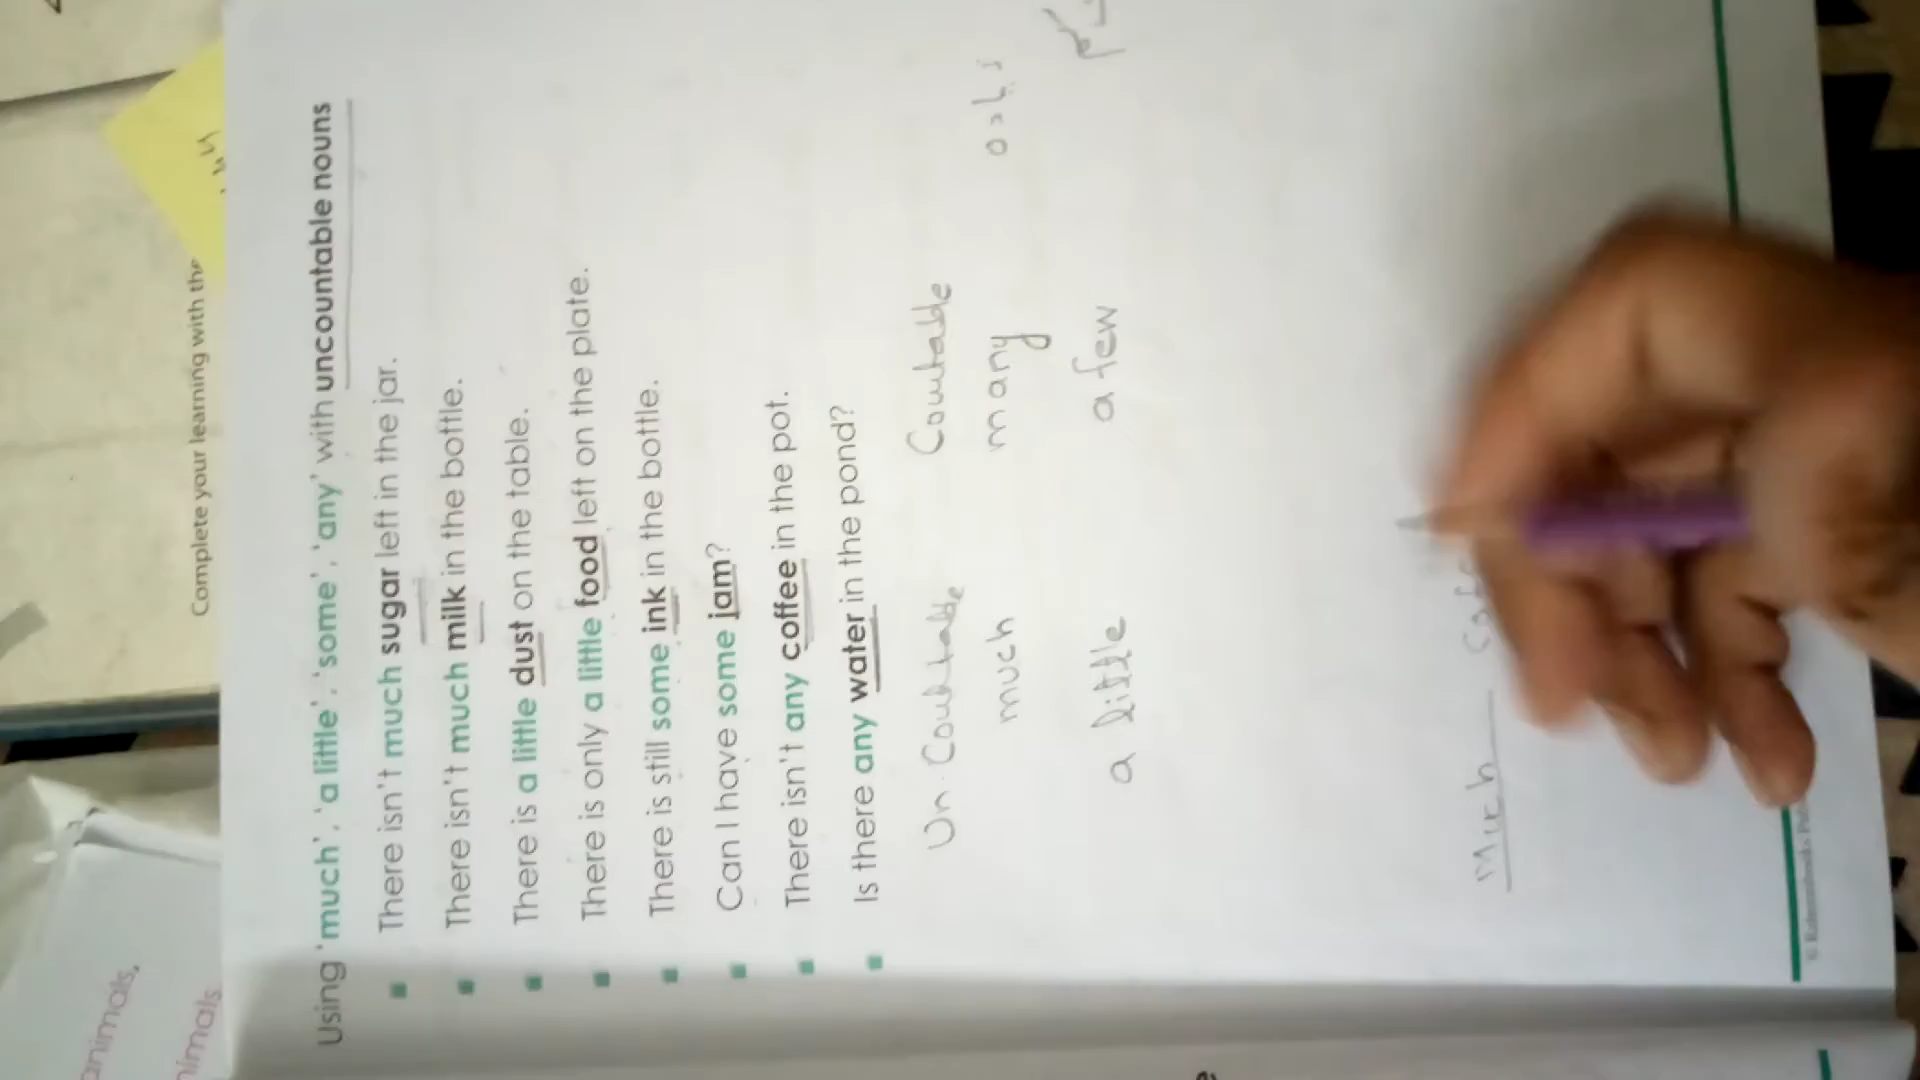 Complete your learning with the
animals,
Using 'much', 'a little', 'some', 'any' with uncountable nouns
There isn't much sugar left in the jar.
There isn't much milk in the bottle.
There is a little dust on the table.
There is only a little food left on the plate.
There is still some ink in the bottle.
Can I have some jam?
There isn't any coffee in the pot.
Is there any water in the pond?
Un Countable Countable
much many
a little a few
Much